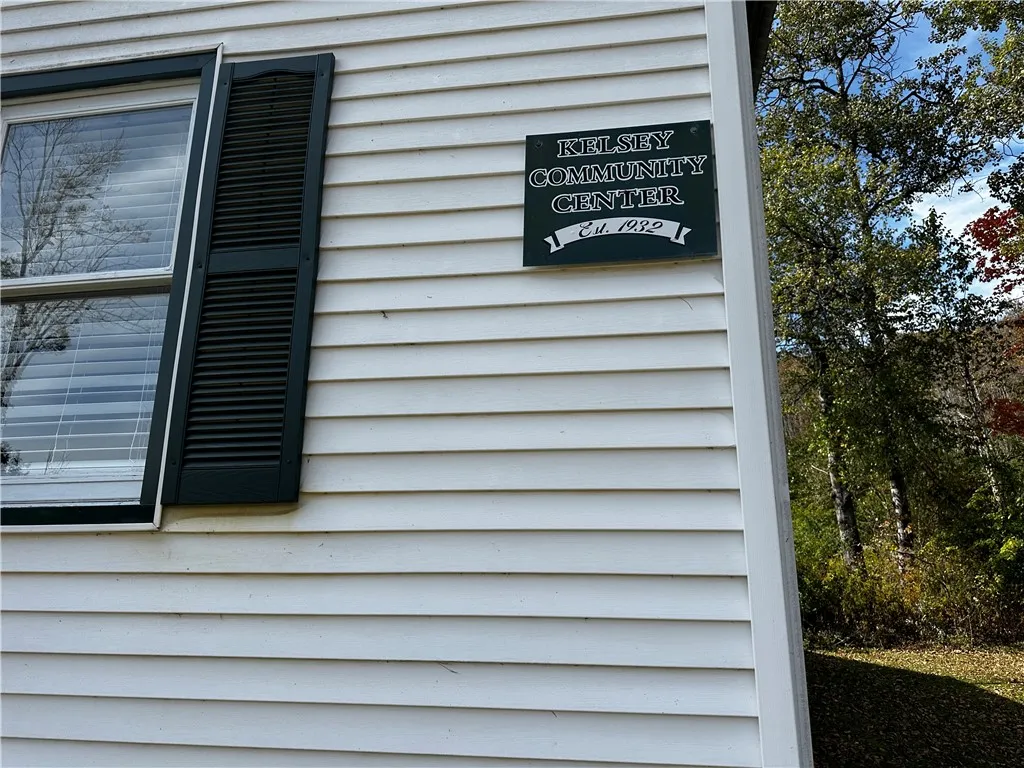 KELSEY
COMMUNITY
CENTER
Est. 1932